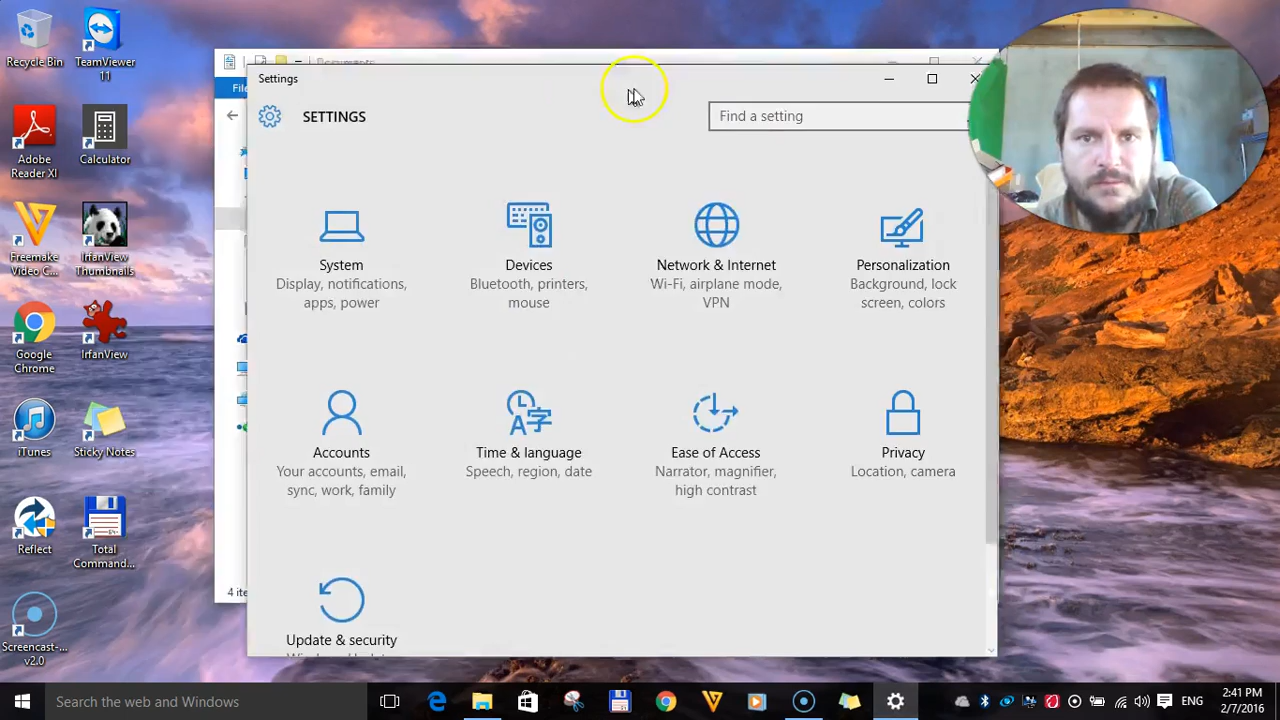 Recycle Bin
TeamViewer 11
Adobe Reader XI
Calculator
Freemake Video C...
IrfanView Thumbnails
Google Chrome
IrfanView
iTunes
Sticky Notes
Reflect
Total Command...
Screencast-... v2.0
Documents
File
4 ite
Settings
SETTINGS
Find a setting
System
Display, notifications,
apps, power
Devices
Bluetooth, printers,
mouse
Network & Internet
Wi-Fi, airplane mode,
VPN
Personalization
Background, lock
screen, colors
Accounts
Your accounts, email,
sync, work, family
Time & language
Speech, region, date
Ease of Access
Narrator, magnifier,
high contrast
Privacy
Location, camera
Update & security
Search the web and Windows
ENG
2:41 PM
2/7/2016